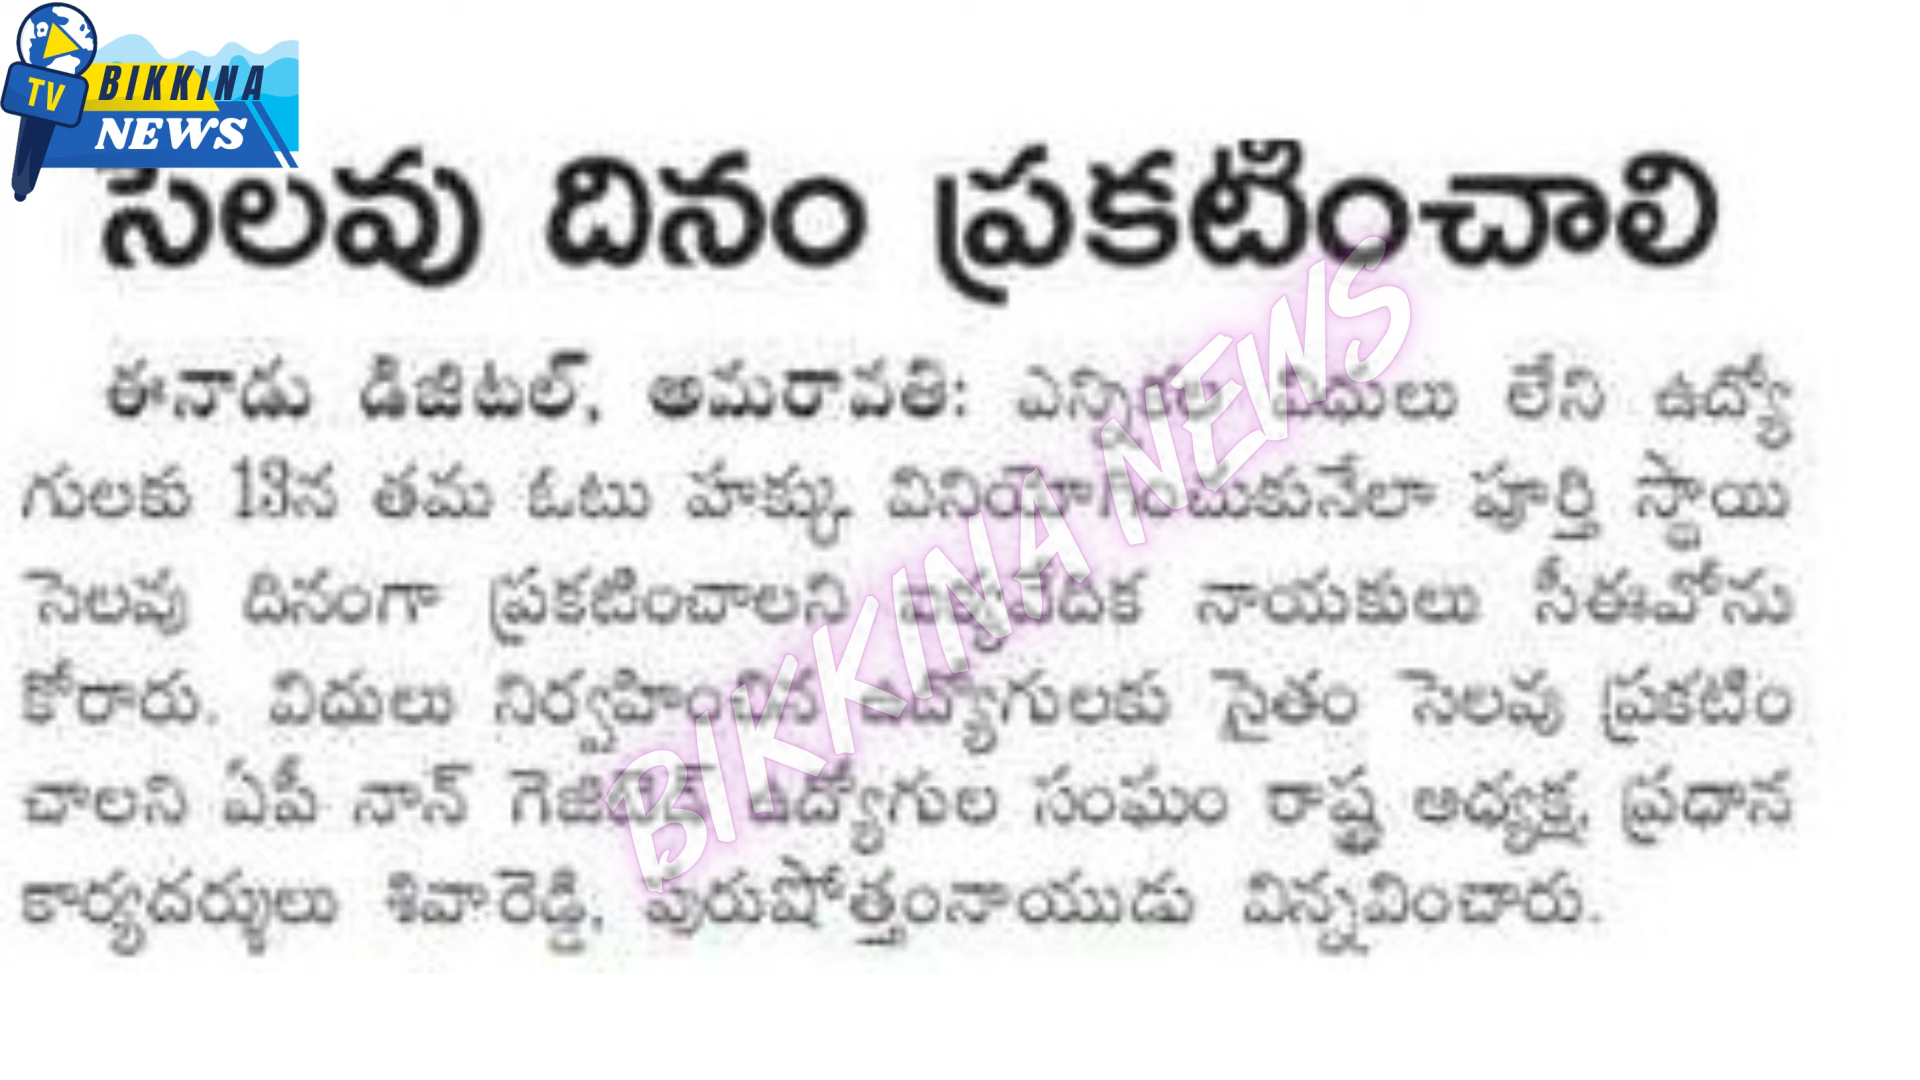 TV BIKKINA
NEWS
సెలవు దినం ప్రకటించాలి
ఈనాడు డిజిటల్, అమరావతి: ఎన్నికల విధులు లేని ఉద్యో
గులకు 13న తమ ఓటు హక్కు వినియోగించుకునేలా పూర్తి స్థాయి
సెలవు దినంగా ప్రకటించాలని ఐక్యవేదిక నాయకులు సీఈవోను
కోరారు. విధులు నిర్వహించిన ఉద్యోగులకు సైతం సెలవు ప్రకటిం
చాలని ఏపీ నాన్ గెజిటెడ్ ఉద్యోగుల సంఘం రాష్ట్ర అధ్యక్ష, ప్రధాన
కార్యదర్శులు శివారెడ్డి, పురుషోత్తంనాయుడు విన్నవించారు.
BIKKINA NEWS